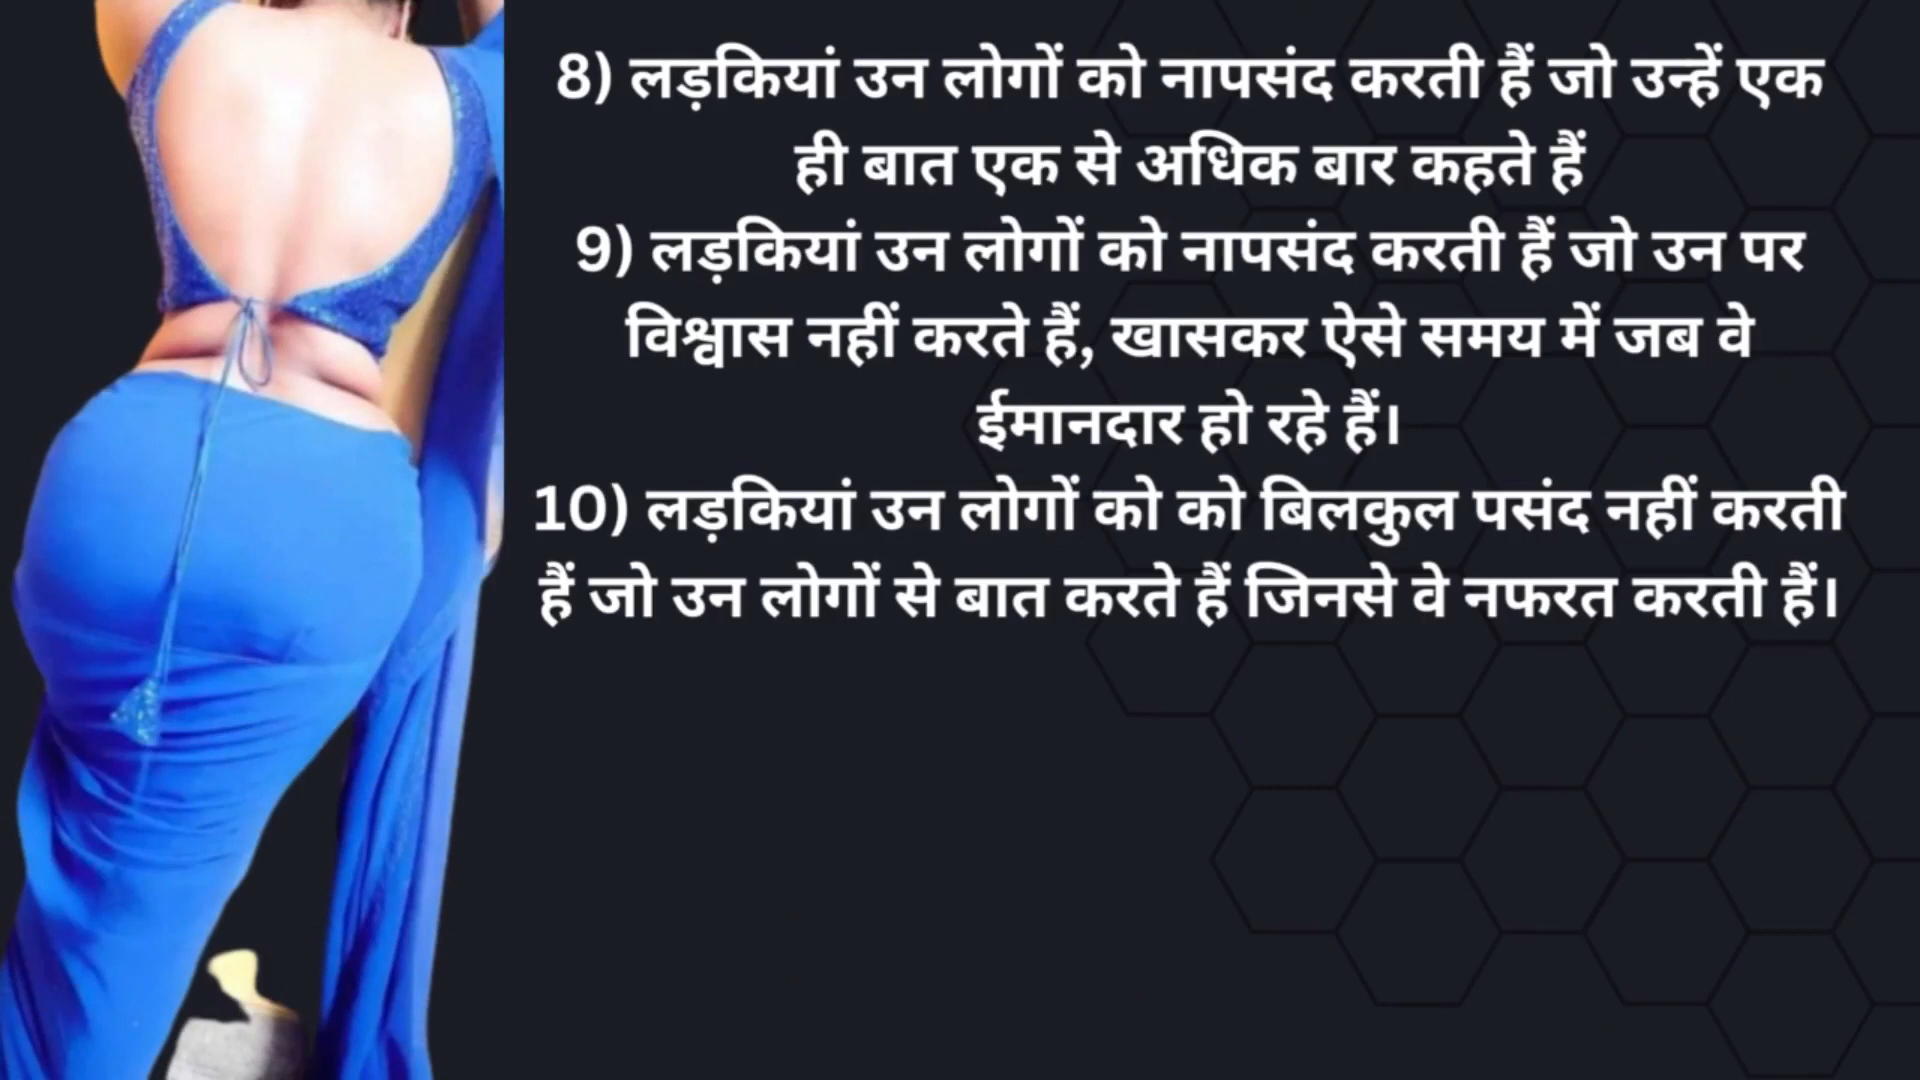 8) लड़कियां उन लोगों को नापसंद करती हैं जो उन्हें एक
ही बात एक से अधिक बार कहते हैं
9) लड़कियां उन लोगों को नापसंद करती हैं जो उन पर
विश्वास नहीं करते हैं, खासकर ऐसे समय में जब वे
ईमानदार हो रहे हैं।
10) लड़कियां उन लोगों को को बिलकुल पसंद नहीं करती
हैं जो उन लोगों से बात करते हैं जिनसे वे नफरत करती हैं।